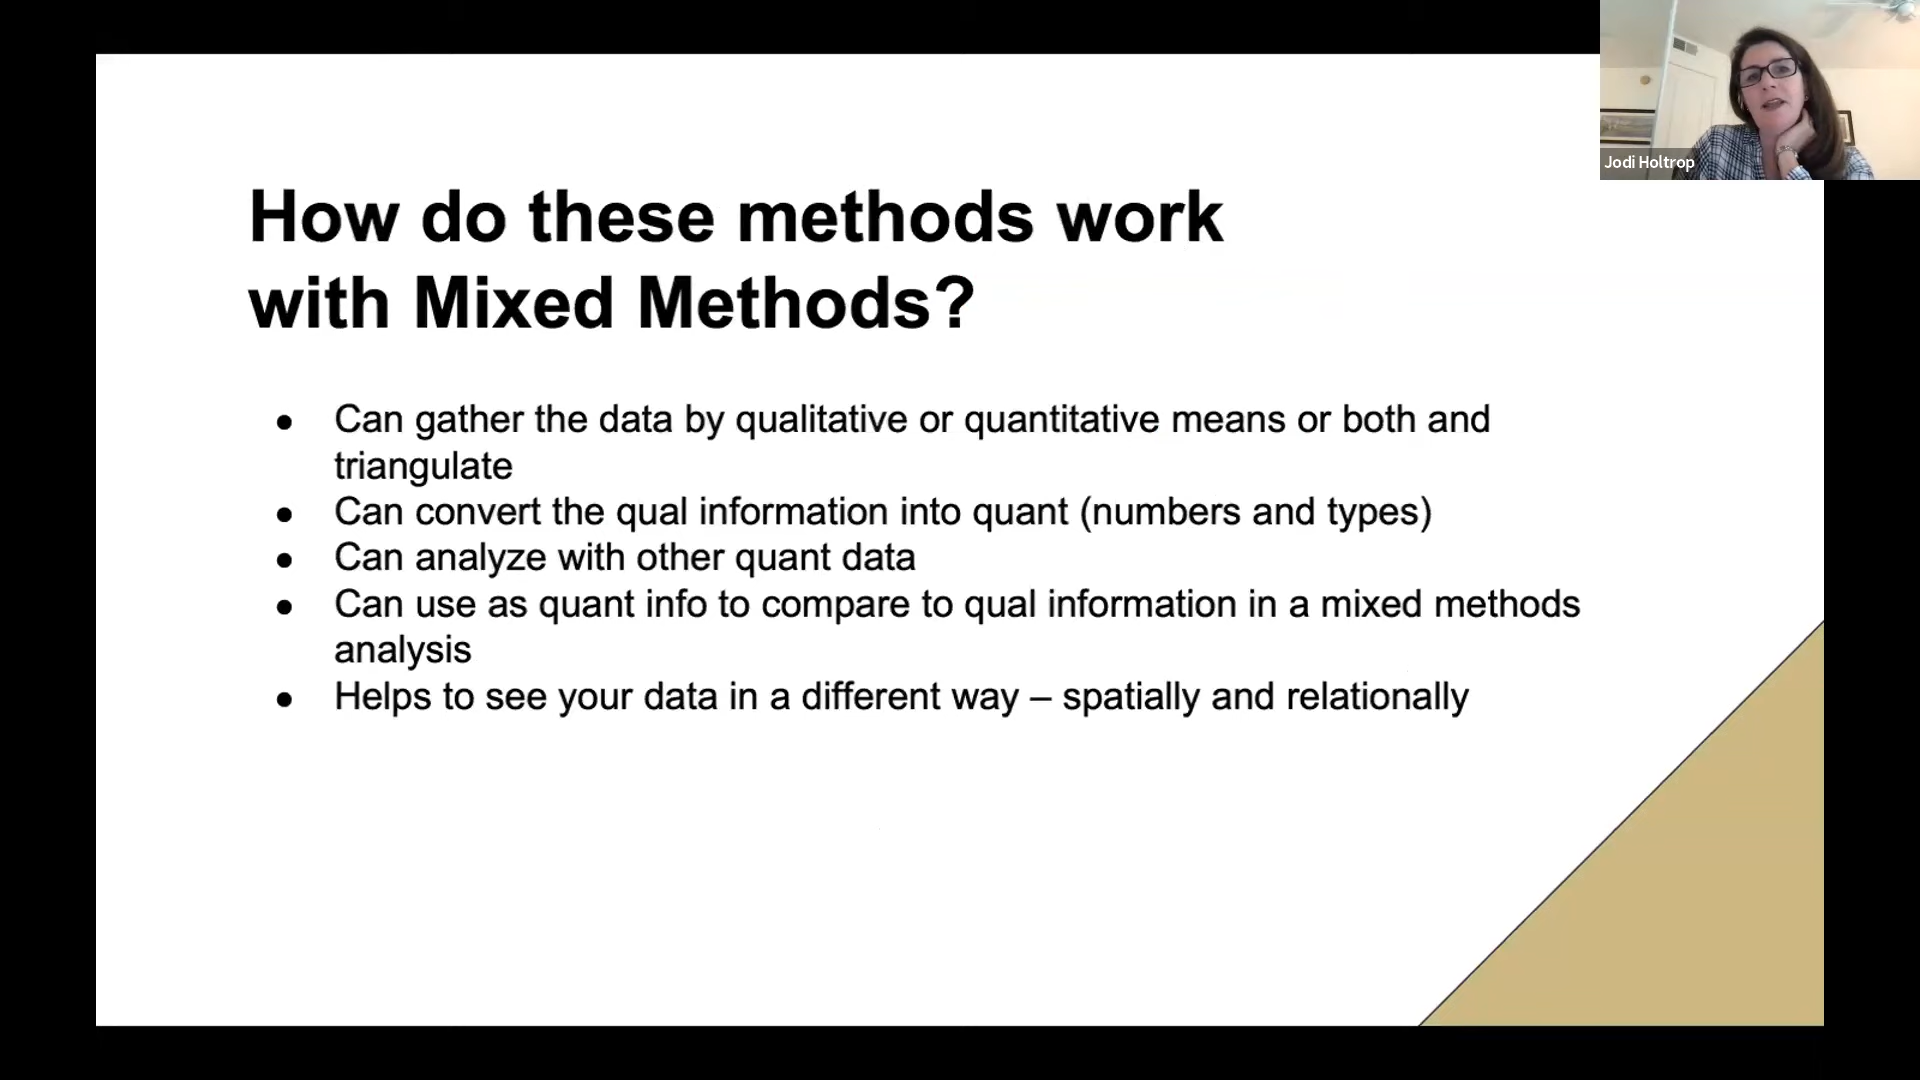 Jodi Holtrop
How do these methods work
with Mixed Methods?
● Can gather the data by qualitative or quantitative means or both and
triangulate
● Can convert the qual information into quant (numbers and types)
● Can analyze with other quant data
● Can use as quant info to compare to qual information in a mixed methods
analysis
● Helps to see your data in a different way – spatially and relationally